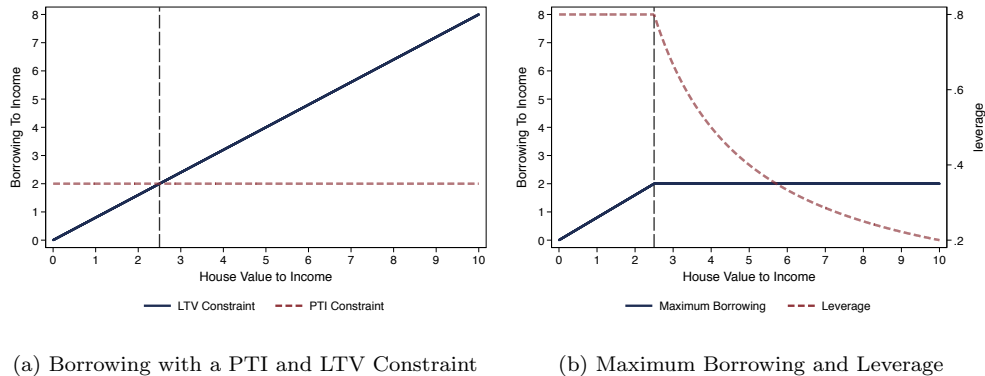 Borrowing To Income
8
7
6
5
4
3
2
1
0
0 1 2 3 4 5 6 7 8 9 10
House Value to Income
LTV Constraint PTI Constraint
(a) Borrowing with a PTI and LTV Constraint
Borrowing To Income
8
7
6
5
4
3
2
1
0
.8
.6
.4
.2
leverage
0 1 2 3 4 5 6 7 8 9 10
House Value to Income
Maximum Borrowing Leverage
(b) Maximum Borrowing and Leverage